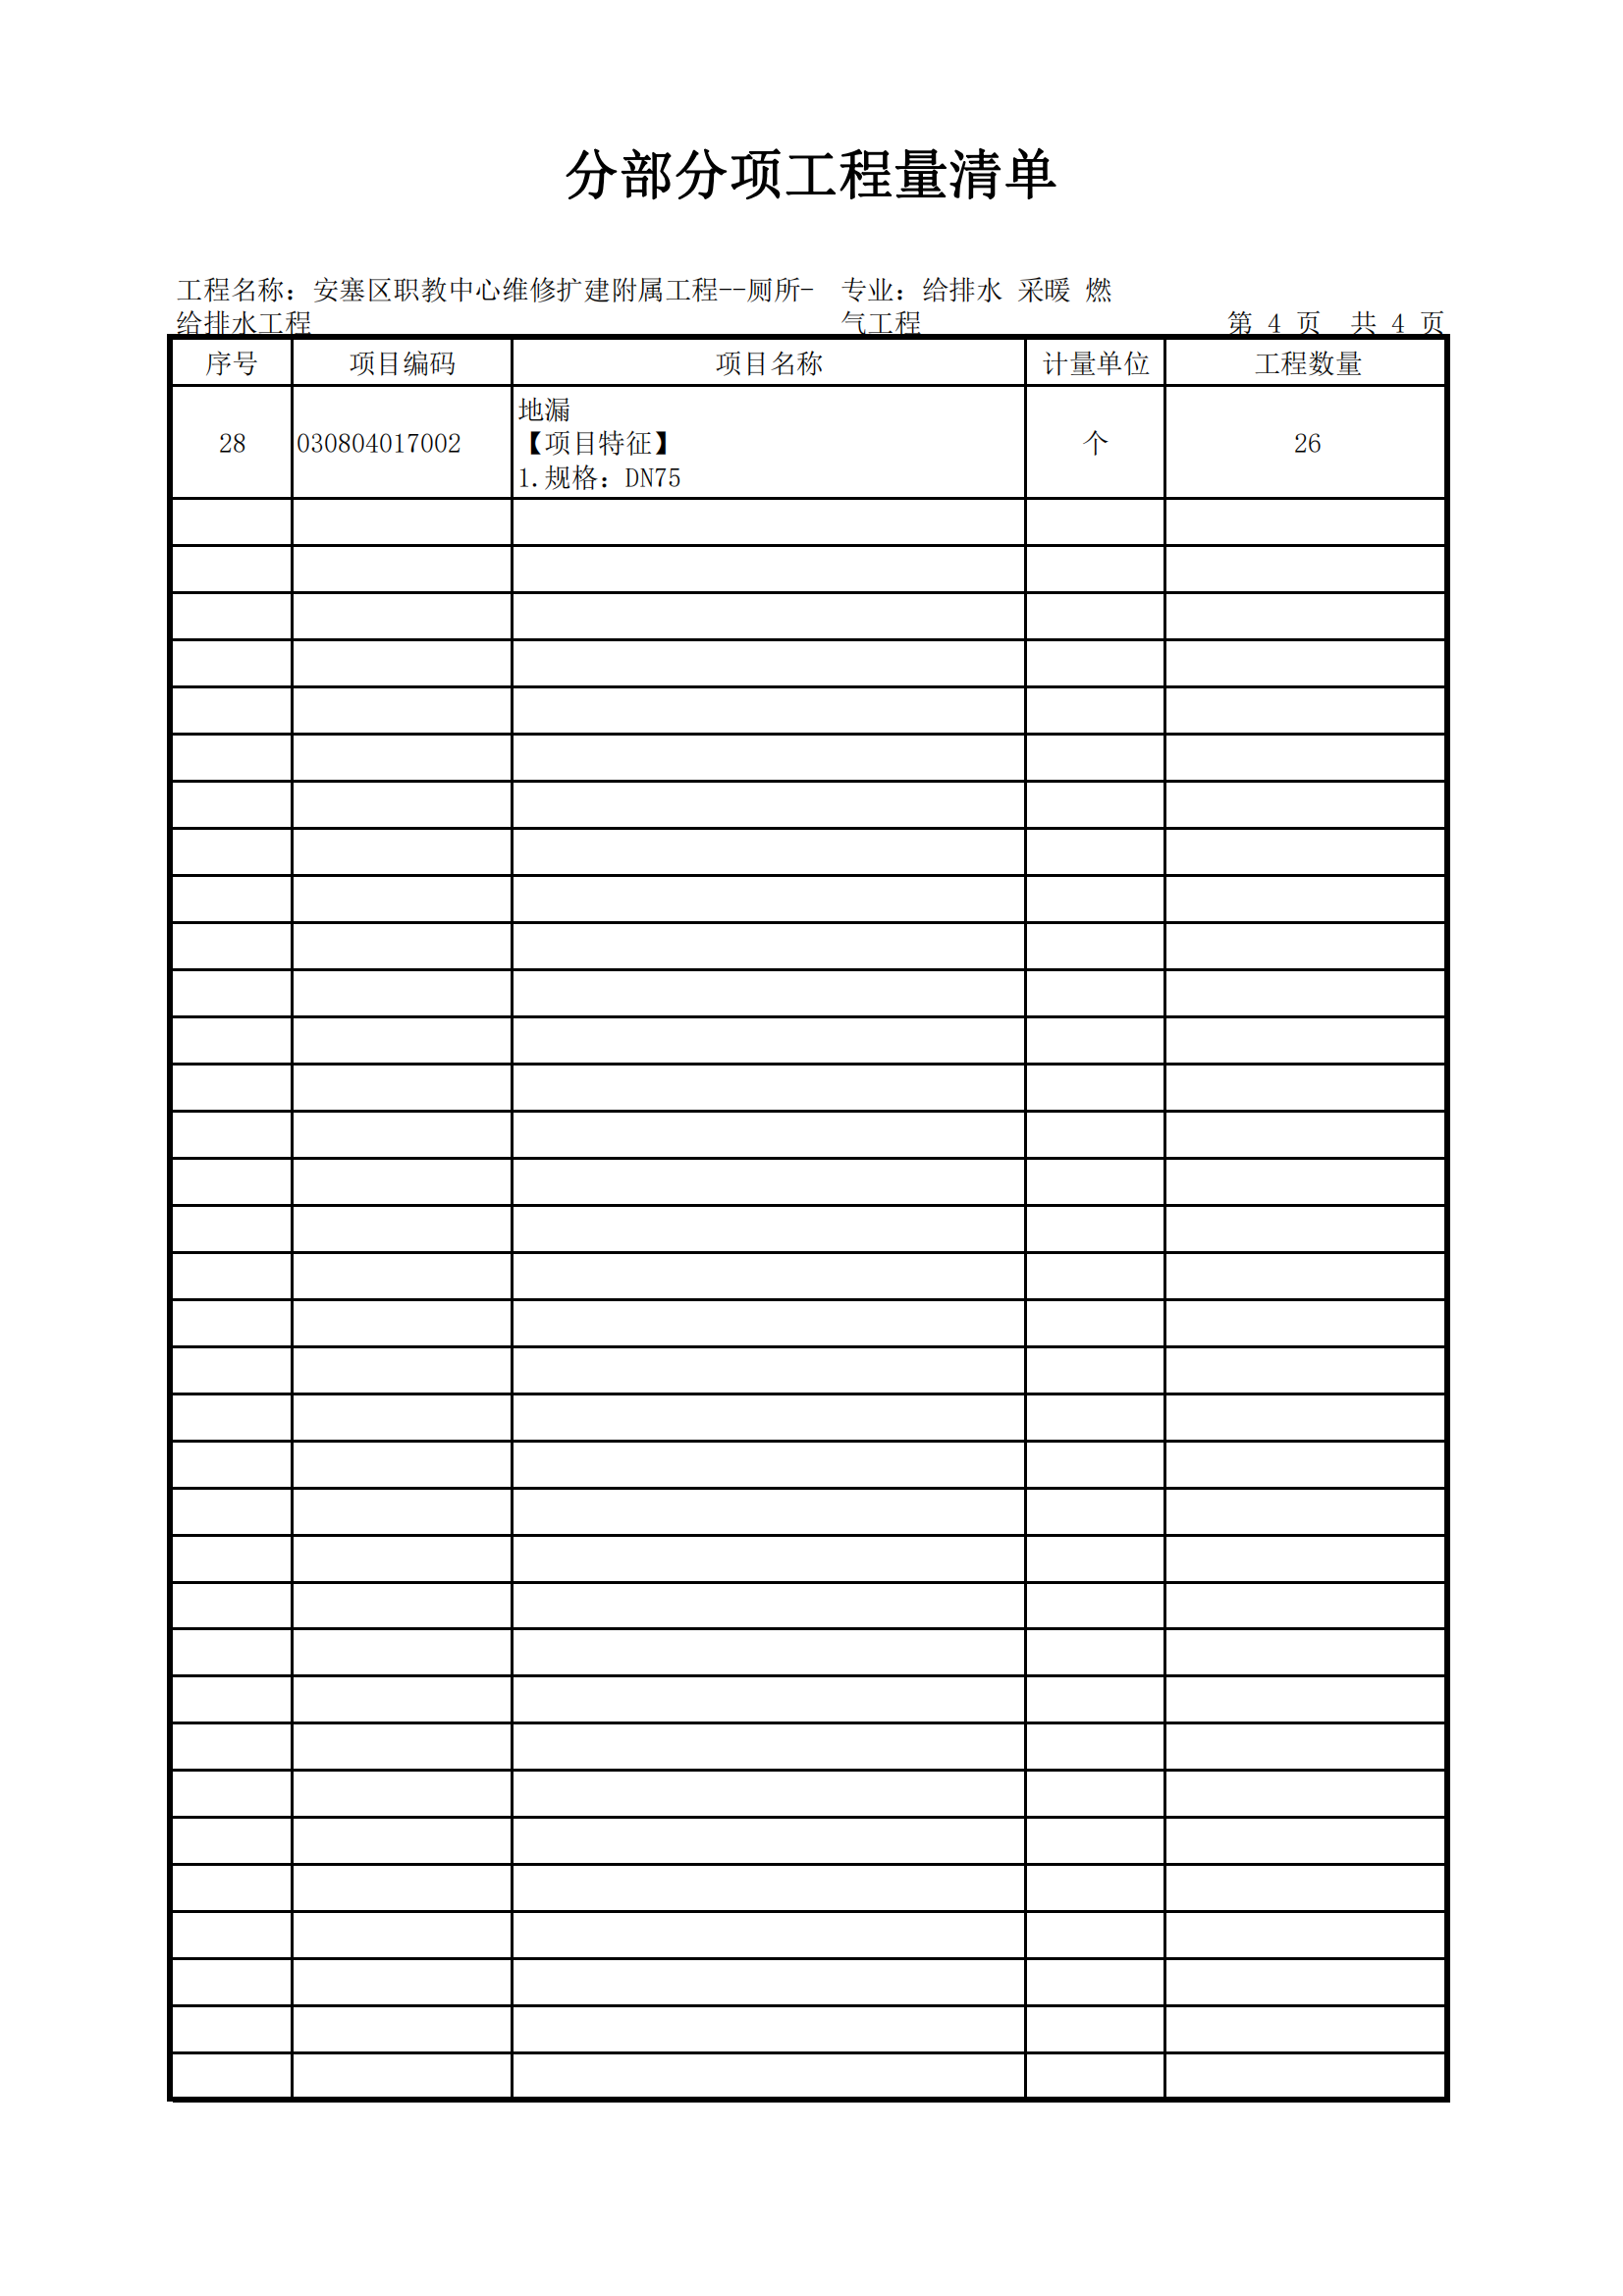 分部分项工程量清单
工程名称：安塞区职教中心维修扩建附属工程--厕所- 专业：给排水 采暖 燃
给排水工程 气工程 第 4 页 共 4 页
序号 项目编码 项目名称 计量单位 工程数量
地漏
28 030804017002 【项目特征】 个 26
1.规格：DN75